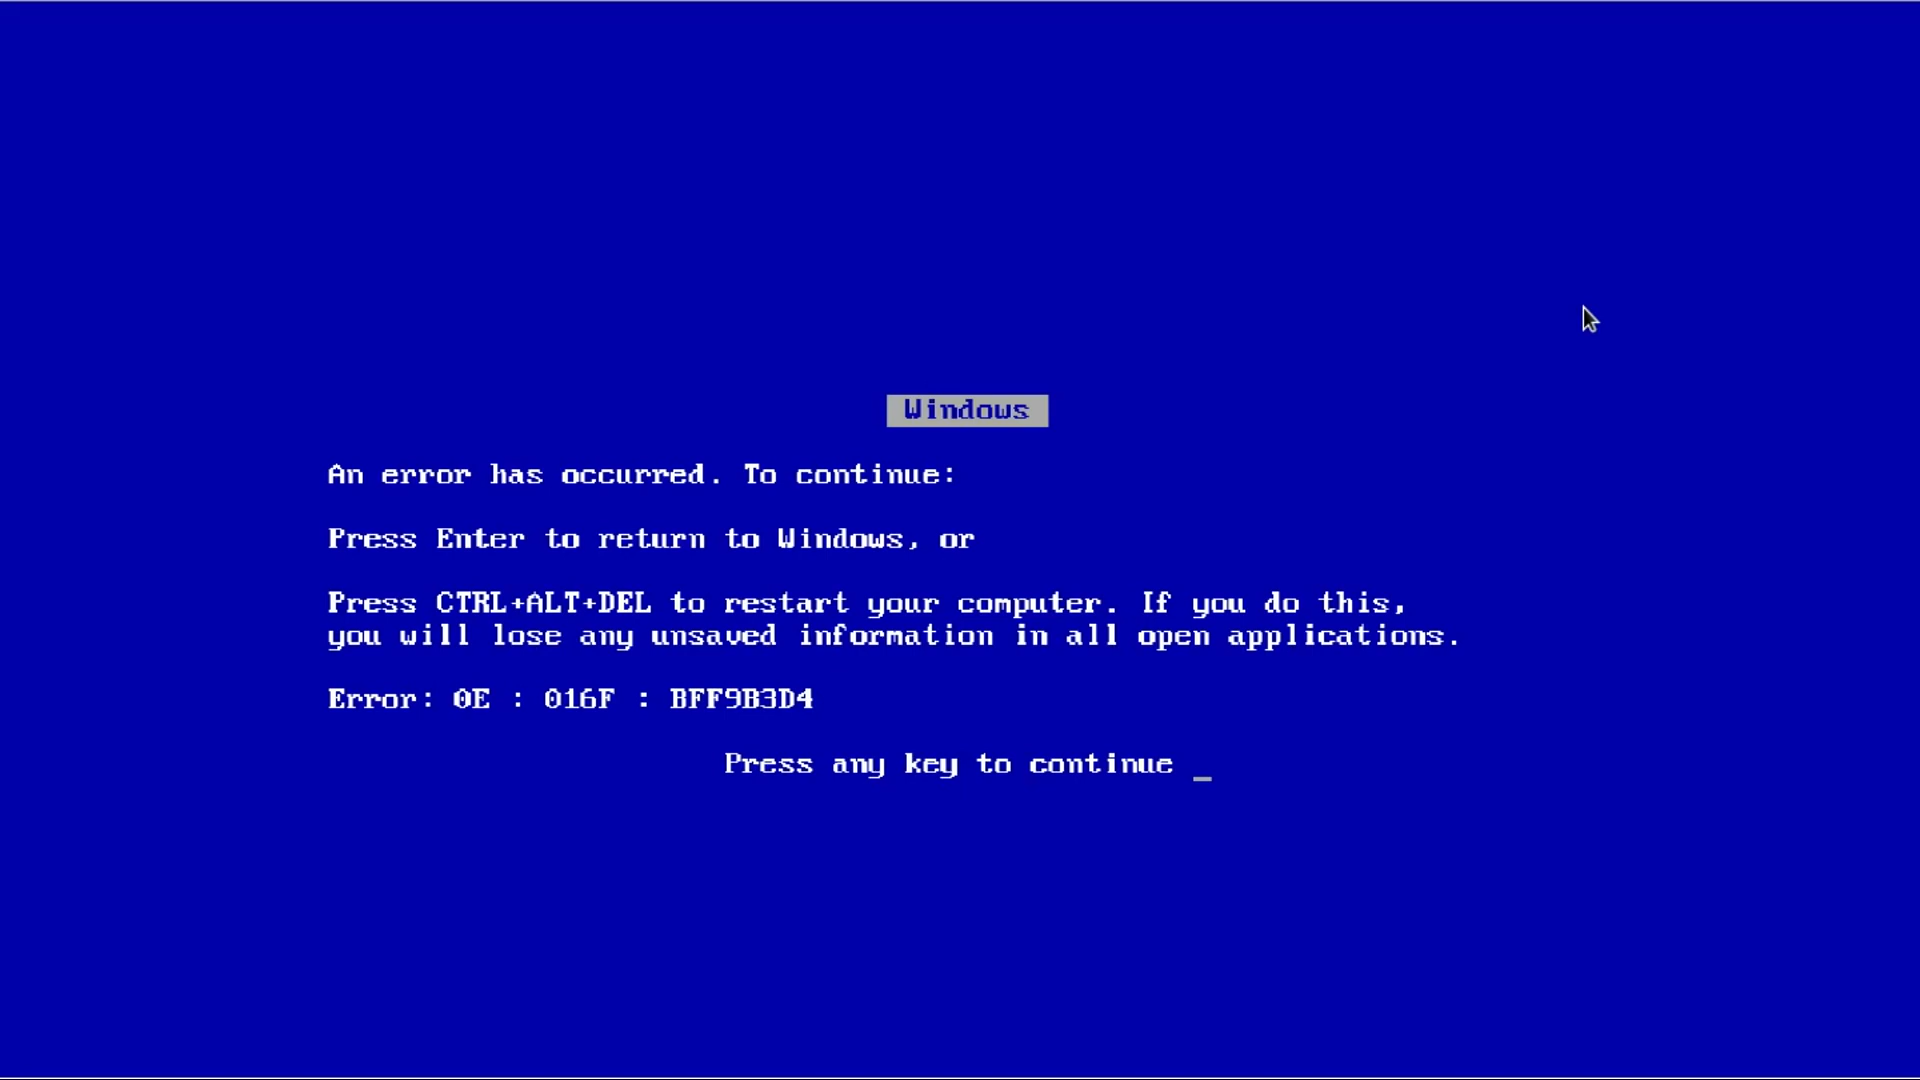 Windows
An error has occurred. To continue:
Press Enter to return to Windows, or
Press CTRL+ALT+DEL to restart your computer. If you do this,
you will lose any unsaved information in all open applications.
Error: 0E : 016F : BFF9B3D4
Press any key to continue _